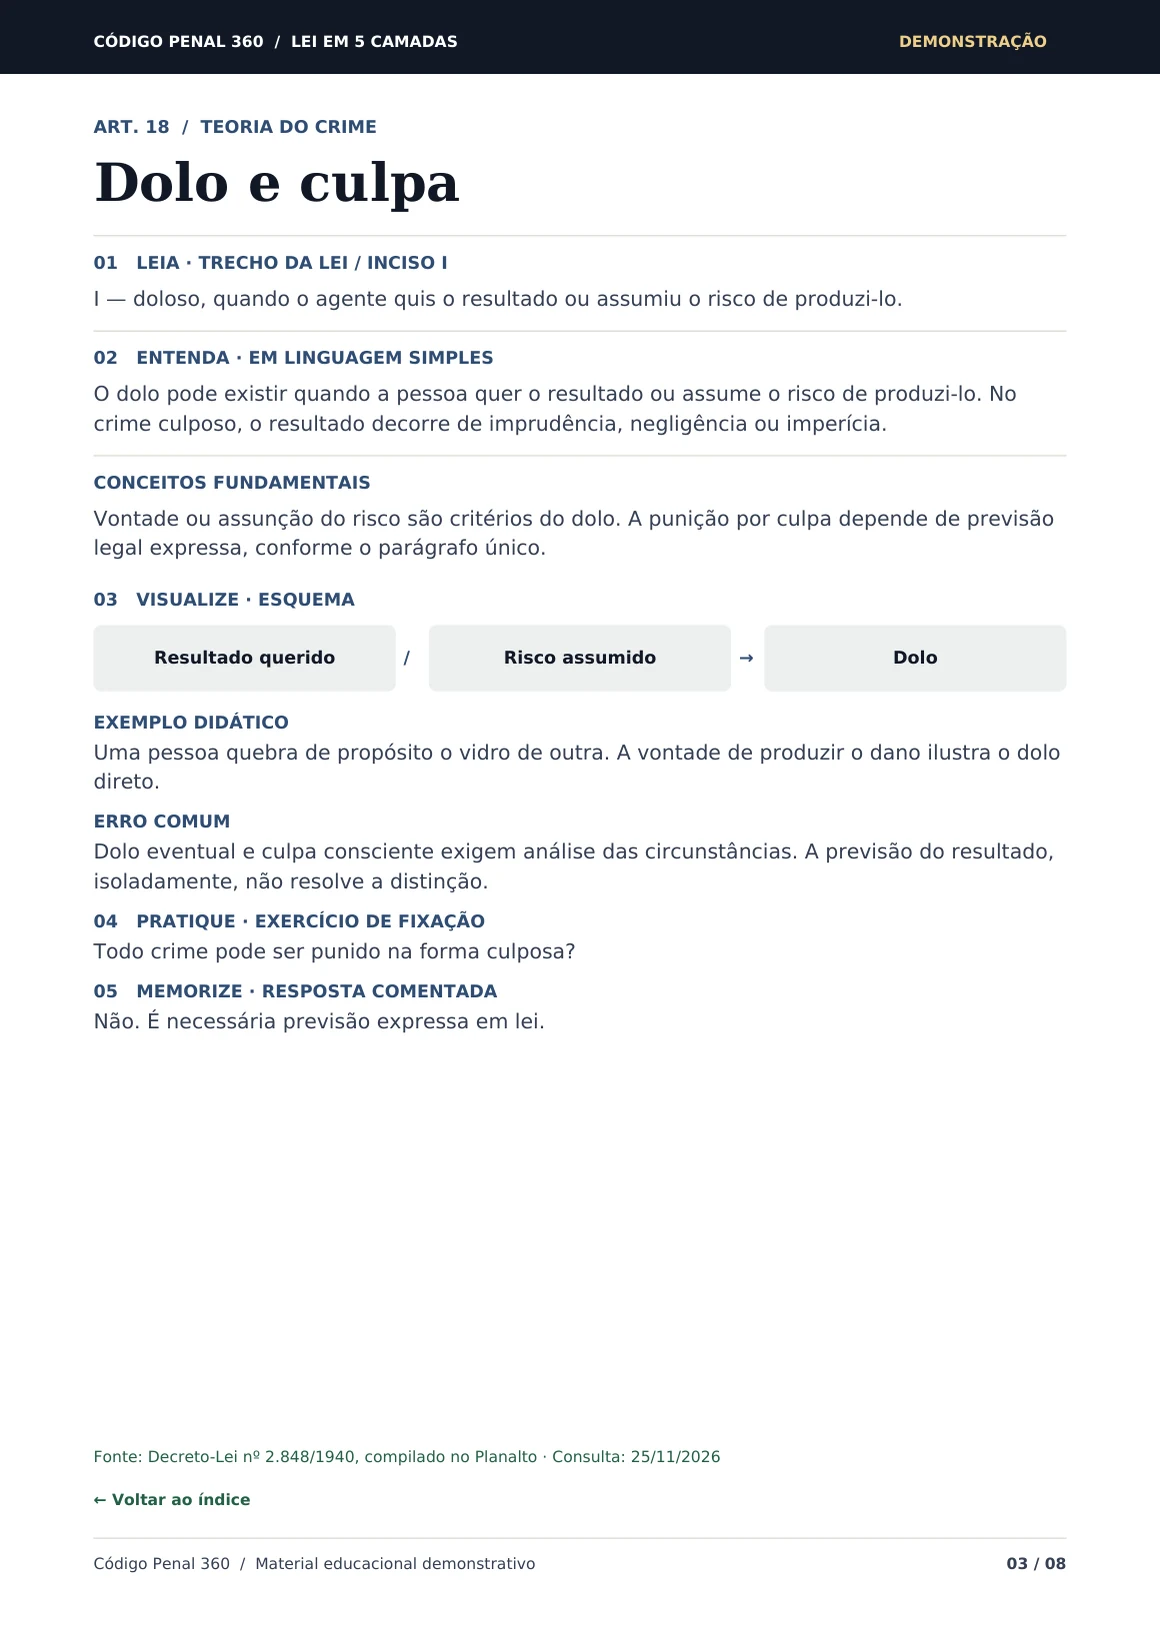 CÓDIGO PENAL 360 / LEI EM 5 CAMADAS
DEMONSTRAÇÃO
ART. 18 / TEORIA DO CRIME
Dolo e culpa
01 LEIA · TRECHO DA LEI / INCISO I
I — doloso, quando o agente quis o resultado ou assumiu o risco de produzi-lo.
02 ENTENDA · EM LINGUAGEM SIMPLES
O dolo pode existir quando a pessoa quer o resultado ou assume o risco de produzi-lo. No
crime culposo, o resultado decorre de imprudência, negligência ou imperícia.
CONCEITOS FUNDAMENTAIS
Vontade ou assunção do risco são critérios do dolo. A punição por culpa depende de previsão
legal expressa, conforme o parágrafo único.
03 VISUALIZE · ESQUEMA
Resultado querido / Risco assumido → Dolo
EXEMPLO DIDÁTICO
Uma pessoa quebra de propósito o vidro de outra. A vontade de produzir o dano ilustra o dolo
direto.
ERRO COMUM
Dolo eventual e culpa consciente exigem análise das circunstâncias. A previsão do resultado,
isoladamente, não resolve a distinção.
04 PRATIQUE · EXERCÍCIO DE FIXAÇÃO
Todo crime pode ser punido na forma culposa?
05 MEMORIZE · RESPOSTA COMENTADA
Não. É necessária previsão expressa em lei.
Fonte: Decreto-Lei nº 2.848/1940, compilado no Planalto · Consulta: 25/11/2026
← Voltar ao índice
Código Penal 360 / Material educacional demonstrativo
03 / 08